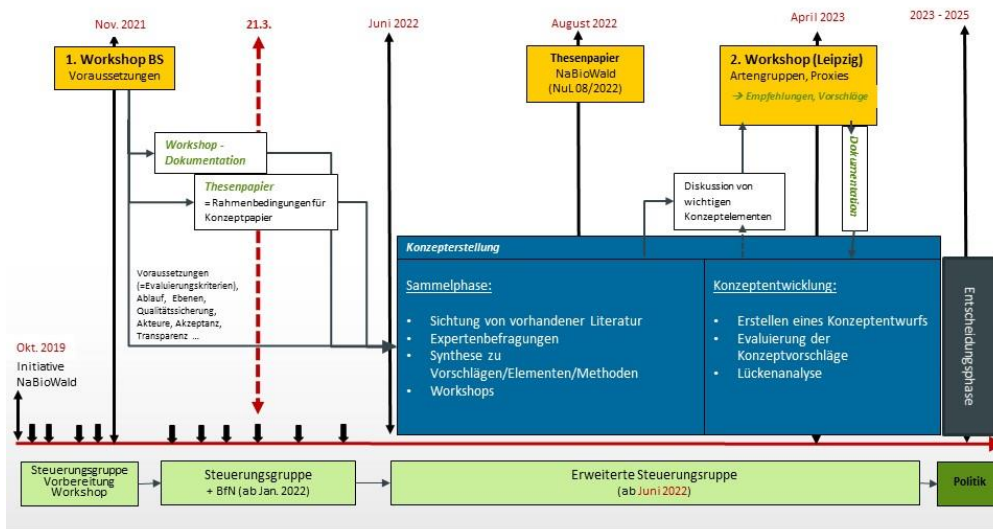 Nov. 2021
21.3.
Juni 2022
August 2022
April 2023
2023 - 2025
1. Workshop BS
Voraussetzungen
Thesenpapier
NaBioWald
(NuL 08/2022)
2. Workshop (Leipzig)
Artengruppen, Proxies
→ Empfehlungen, Vorschläge
Workshop -
Dokumentation
Thesenpapier
= Rahmenbedingungen für
Konzeptpapier
Diskussion von
wichtigen
Konzeptelementen
Dokumentation
Voraussetzungen
(=Evaluierungskriterien),
Ablauf, Ebenen,
Qualitätssicherung,
Akteure, Akzeptanz,
Transparenz ...
Okt. 2019
Initiative
NaBioWald
Konzepterstellung
Sammelphase:
• Sichtung von vorhandener Literatur
• Expertenbefragungen
• Synthese zu
Vorschlägen/Elementen/Methoden
• Workshops
Konzeptentwicklung:
• Erstellen eines Konzeptentwurfs
• Evaluierung der
Konzeptvorschläge
• Lückenanalyse
Entscheidungsphase
Steuerungsgruppe
Vorbereitung
Workshop
Steuerungsgruppe
+ BfN (ab Jan. 2022)
Erweiterte Steuerungsruppe
(ab Juni 2022)
Politik